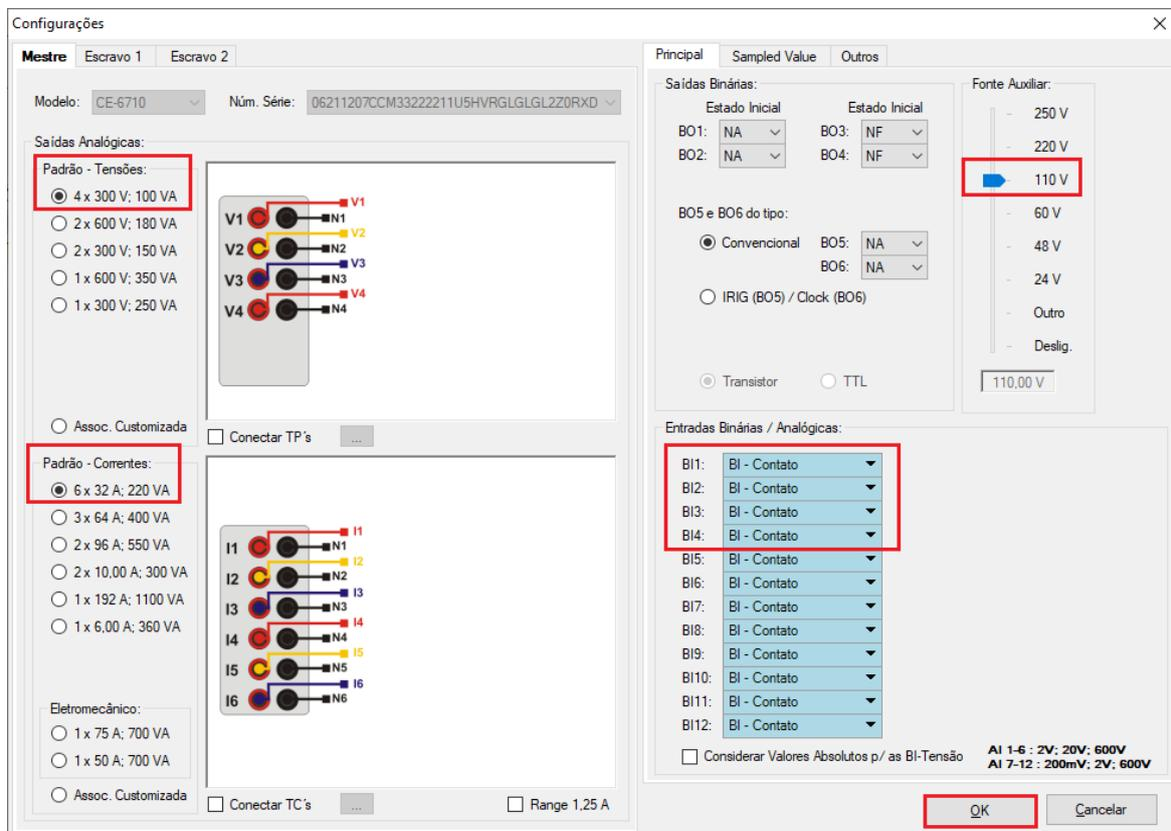 Configurações
Mestre Escravo 1 Escravo 2
Modelo: CE-6710 Núm. Série: 06211207CCM33222211U5HVRGLGLGL2Z0RXD
Saídas Analógicas:
Padrão - Tensões:
4 x 300 V; 100 VA
2 x 600 V; 180 VA
2 x 300 V; 150 VA
1 x 600 V; 350 VA
1 x 300 V; 250 VA
Assoc. Customizada
V1 N1 V1
V2 N2 V2
V3 N3 V3
V4 N4 V4
Conectar TP´s ...
Padrão - Correntes:
6 x 32 A; 220 VA
3 x 64 A; 400 VA
2 x 96 A; 550 VA
2 x 10,00 A; 300 VA
1 x 192 A; 1100 VA
1 x 6,00 A; 360 VA
Eletromecânico:
1 x 75 A; 700 VA
1 x 50 A; 700 VA
Assoc. Customizada
I1 N1 I1
I2 N2 I2
I3 N3 I3
I4 N4 I4
I5 N5 I5
I6 N6 I6
Conectar TC´s ... Range 1,25 A
Principal Sampled Value Outros
Saídas Binárias:
Estado Inicial Estado Inicial
BO1: NA BO3: NF
BO2: NA BO4: NF
BO5 e BO6 do tipo:
Convencional BO5: NA
BO6: NA
IRIG (BO5) / Clock (BO6)
Transistor TTL
Fonte Auxiliar:
250 V
220 V
110 V
60 V
48 V
24 V
Outro
Deslig.
110,00 V
Entradas Binárias / Analógicas:
BI1: BI - Contato
BI2: BI - Contato
BI3: BI - Contato
BI4: BI - Contato
BI5: BI - Contato
BI6: BI - Contato
BI7: BI - Contato
BI8: BI - Contato
BI9: BI - Contato
BI10: BI - Contato
BI11: BI - Contato
BI12: BI - Contato
Considerar Valores Absolutos p/ as BI-Tensão
AI 1-6 : 2V; 20V; 600V
AI 7-12 : 200mV; 2V; 600V
OK Cancelar